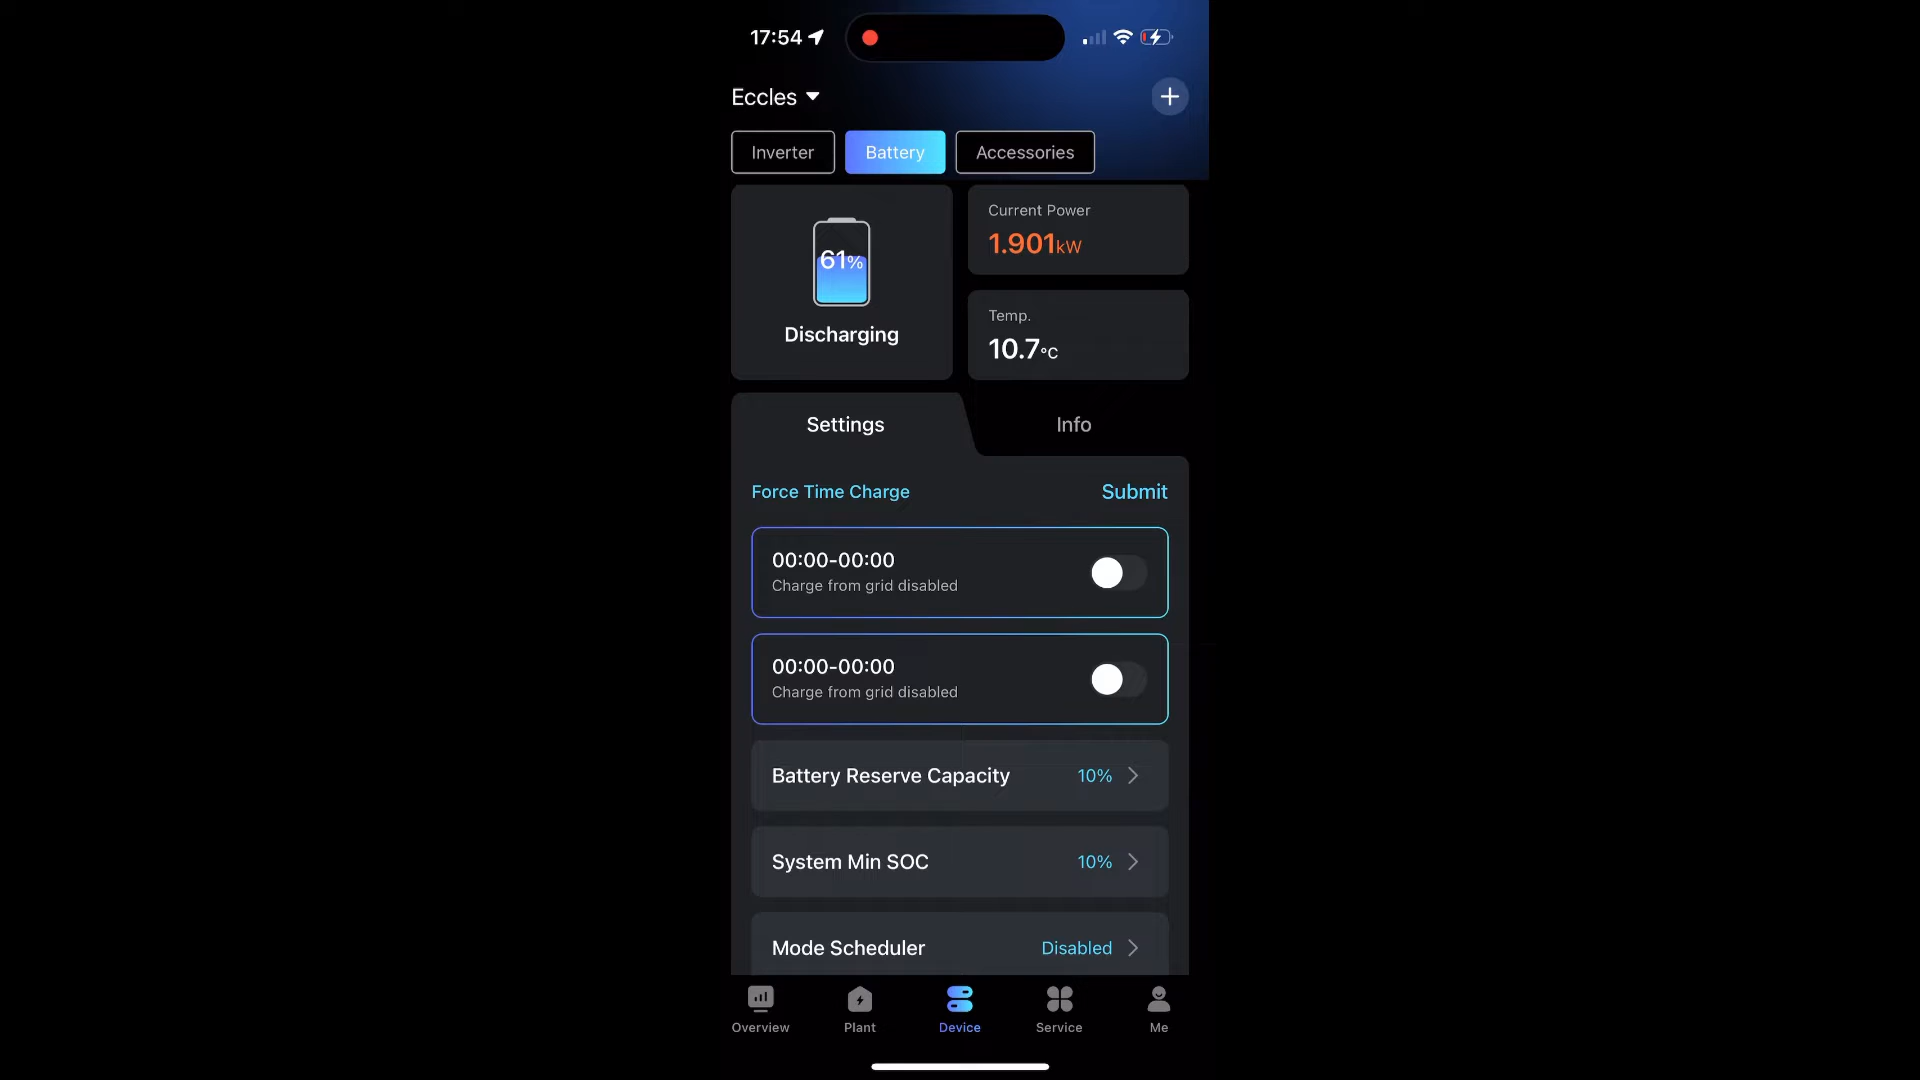 17:54
Eccles
Inverter
Battery
Accessories
61%
Discharging
Current Power
1.901kW
Temp.
10.7°C
Settings
Info
Force Time Charge
Submit
00:00-00:00
Charge from grid disabled
00:00-00:00
Charge from grid disabled
Battery Reserve Capacity 10%
System Min SOC 10%
Mode Scheduler Disabled
Overview
Plant
Device
Service
Me